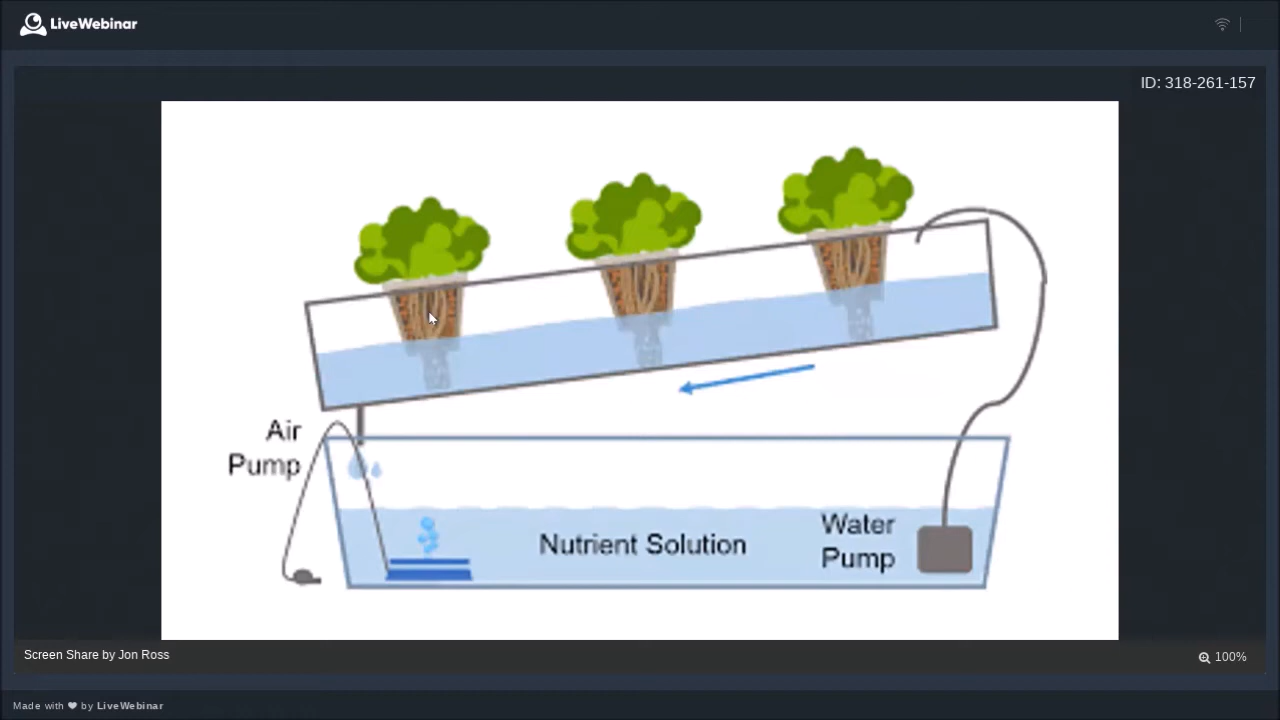 LiveWebinar
ID: 318-261-157
Air
Pump
Nutrient Solution
Water
Pump
Screen Share by Jon Ross
100%
Made with ❤ by LiveWebinar